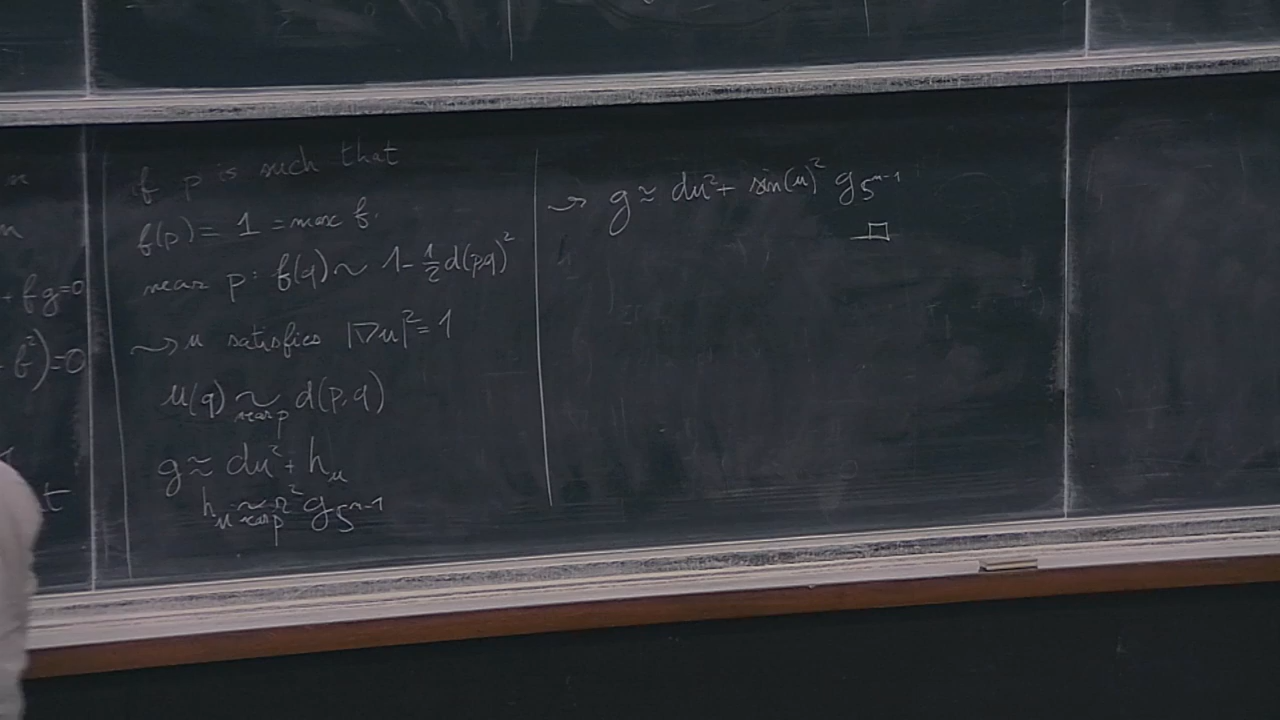 + fg=0
f²)=0
t
if p is such that
f(p) = 1 = max f.
near p: f(q) ~ 1 - ½ d(p,q)²
⇝ u satisfies |∇u|² = 1
u(q) ~ d(p,q)
near p
g ≈ du² + h_u
h_u ~ r² g_{S^{n-1}}
near p
⇝ g ≈ du² + sin(u)² g_{S^{n-1}}
□